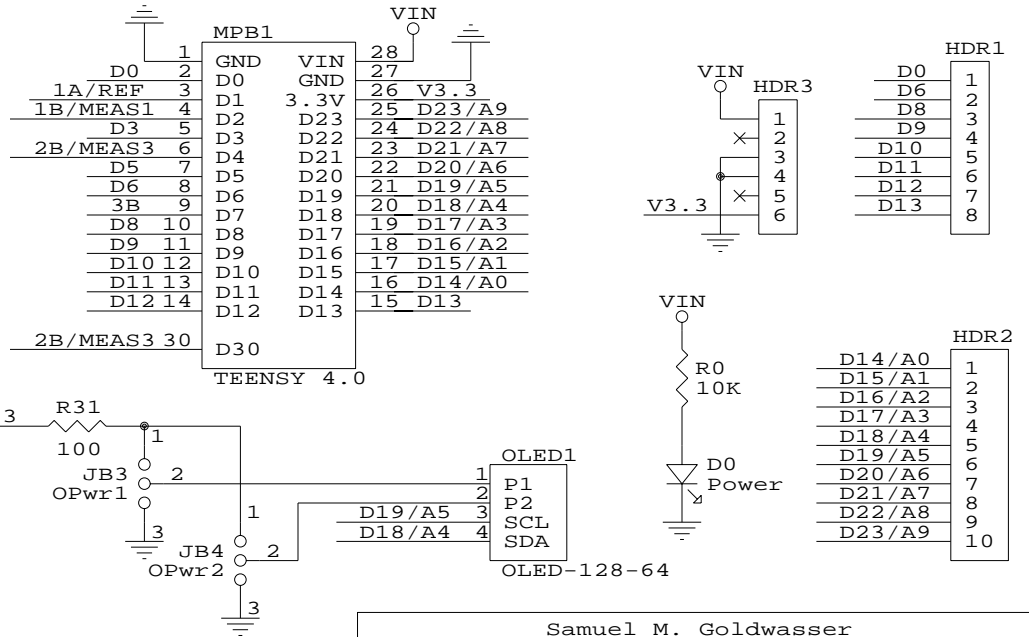 VIN
MPB1
1 GND VIN 28
D0 2 D0 GND 27
1A/REF 3 D1 3.3V 26 V3.3
1B/MEAS1 4 D2 D23 25 D23/A9
D3 5 D3 D22 24 D22/A8
2B/MEAS3 6 D4 D21 23 D21/A7
D5 7 D5 D20 22 D20/A6
D6 8 D6 D19 21 D19/A5
3B 9 D7 D18 20 D18/A4
D8 10 D8 D17 19 D17/A3
D9 11 D9 D16 18 D16/A2
D10 12 D10 D15 17 D15/A1
D11 13 D11 D14 16 D14/A0
D12 14 D12 D13 15 D13
2B/MEAS3 30 D30
TEENSY 4.0
VIN
HDR3
1
2
3
4
5
V3.3 6
HDR1
D0 1
D6 2
D8 3
D9 4
D10 5
D11 6
D12 7
D13 8
VIN
R0
10K
D0
Power
HDR2
D14/A0 1
D15/A1 2
D16/A2 3
D17/A3 4
D18/A4 5
D19/A5 6
D20/A6 7
D21/A7 8
D22/A8 9
D23/A9 10
3 R31
100
1
JB3 2
OPwr1
3
1
JB4 2
OPwr2
3
OLED1
1 P1
2 P2
D19/A5 3 SCL
D18/A4 4 SDA
OLED-128-64
Samuel M. Goldwasser